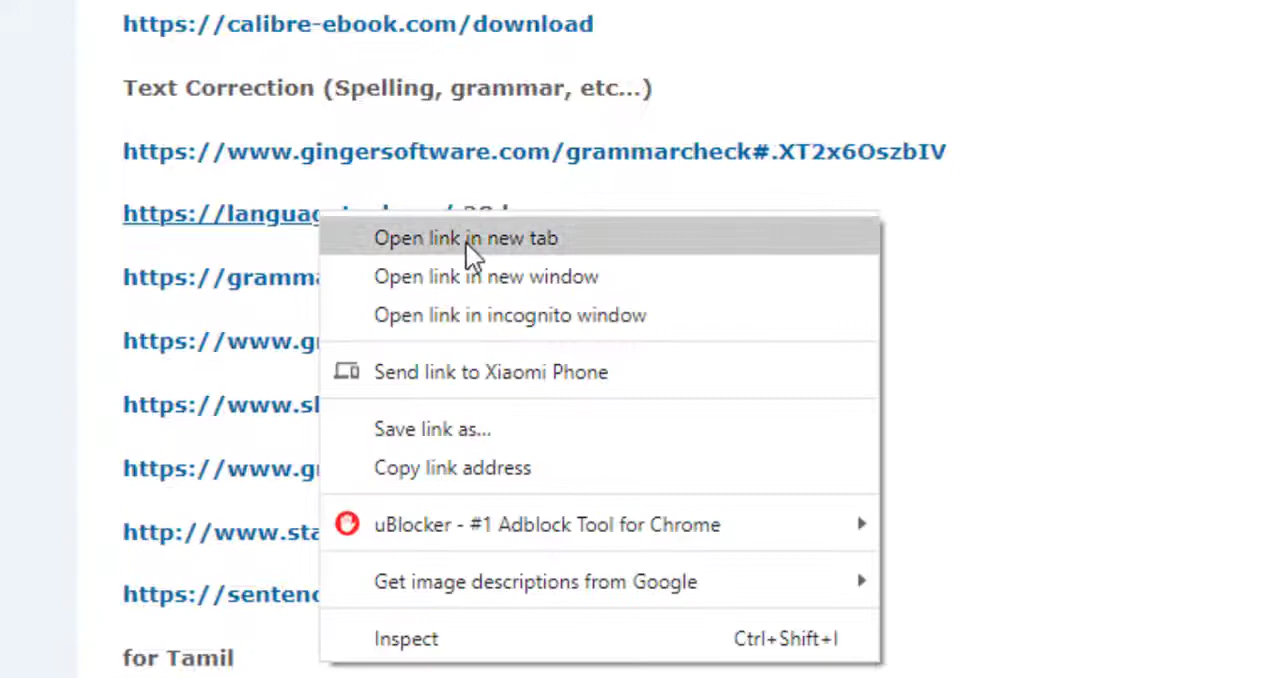 https://calibre-ebook.com/download
Text Correction (Spelling, grammar, etc...)
https://www.gingersoftware.com/grammarcheck#.XT2x6OszbIV
https://languag
Open link in new tab
https://gramma
Open link in new window
Open link in incognito window
https://www.g
Send link to Xiaomi Phone
https://www.sl
Save link as...
https://www.g
Copy link address
http://www.sta
uBlocker - #1 Adblock Tool for Chrome
https://sentenc
Get image descriptions from Google
for Tamil
Inspect Ctrl+Shift+I